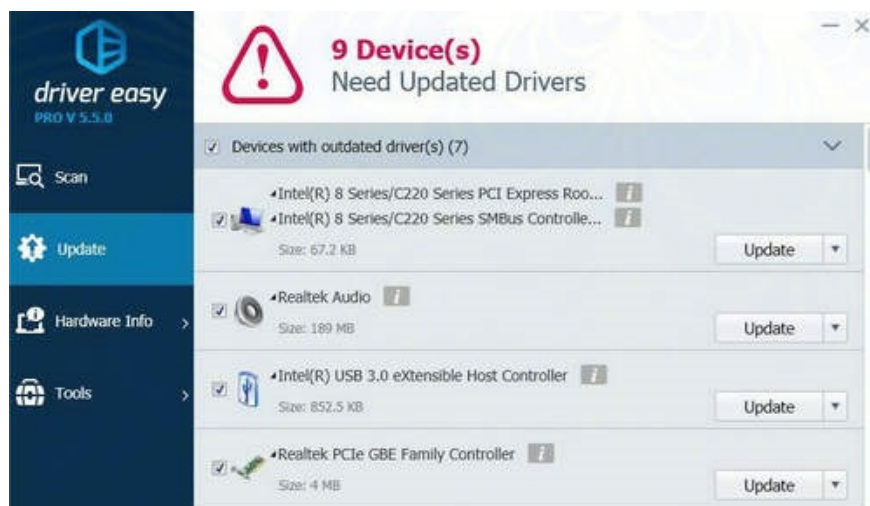 driver easy
PRO V 5.5.0
Scan
Update
Hardware Info
Tools
9 Device(s)
Need Updated Drivers
Devices with outdated driver(s) (7)
Intel(R) 8 Series/C220 Series PCI Express Roo...
Intel(R) 8 Series/C220 Series SMBus Controlle...
Size: 67.2 KB
Update
Realtek Audio
Size: 189 MB
Update
Intel(R) USB 3.0 eXtensible Host Controller
Size: 852.5 KB
Update
Realtek PCIe GBE Family Controller
Size: 4 MB
Update